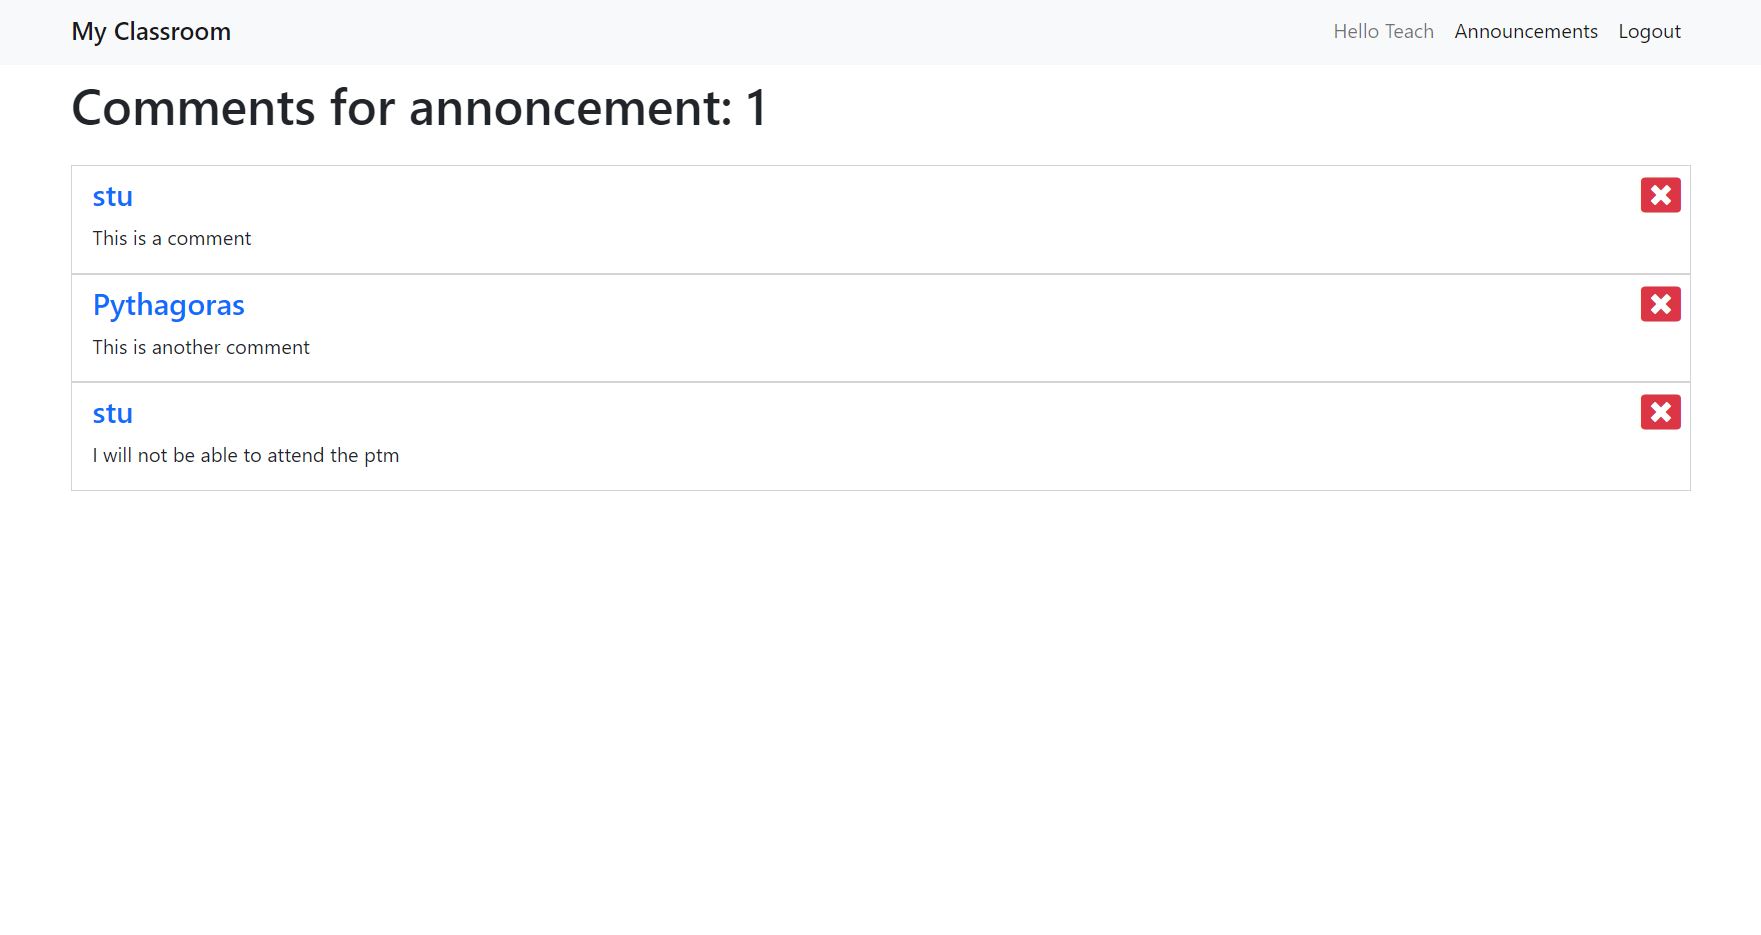 My Classroom
Hello Teach Announcements Logout
Comments for annoncement: 1
stu
This is a comment
Pythagoras
This is another comment
stu
I will not be able to attend the ptm